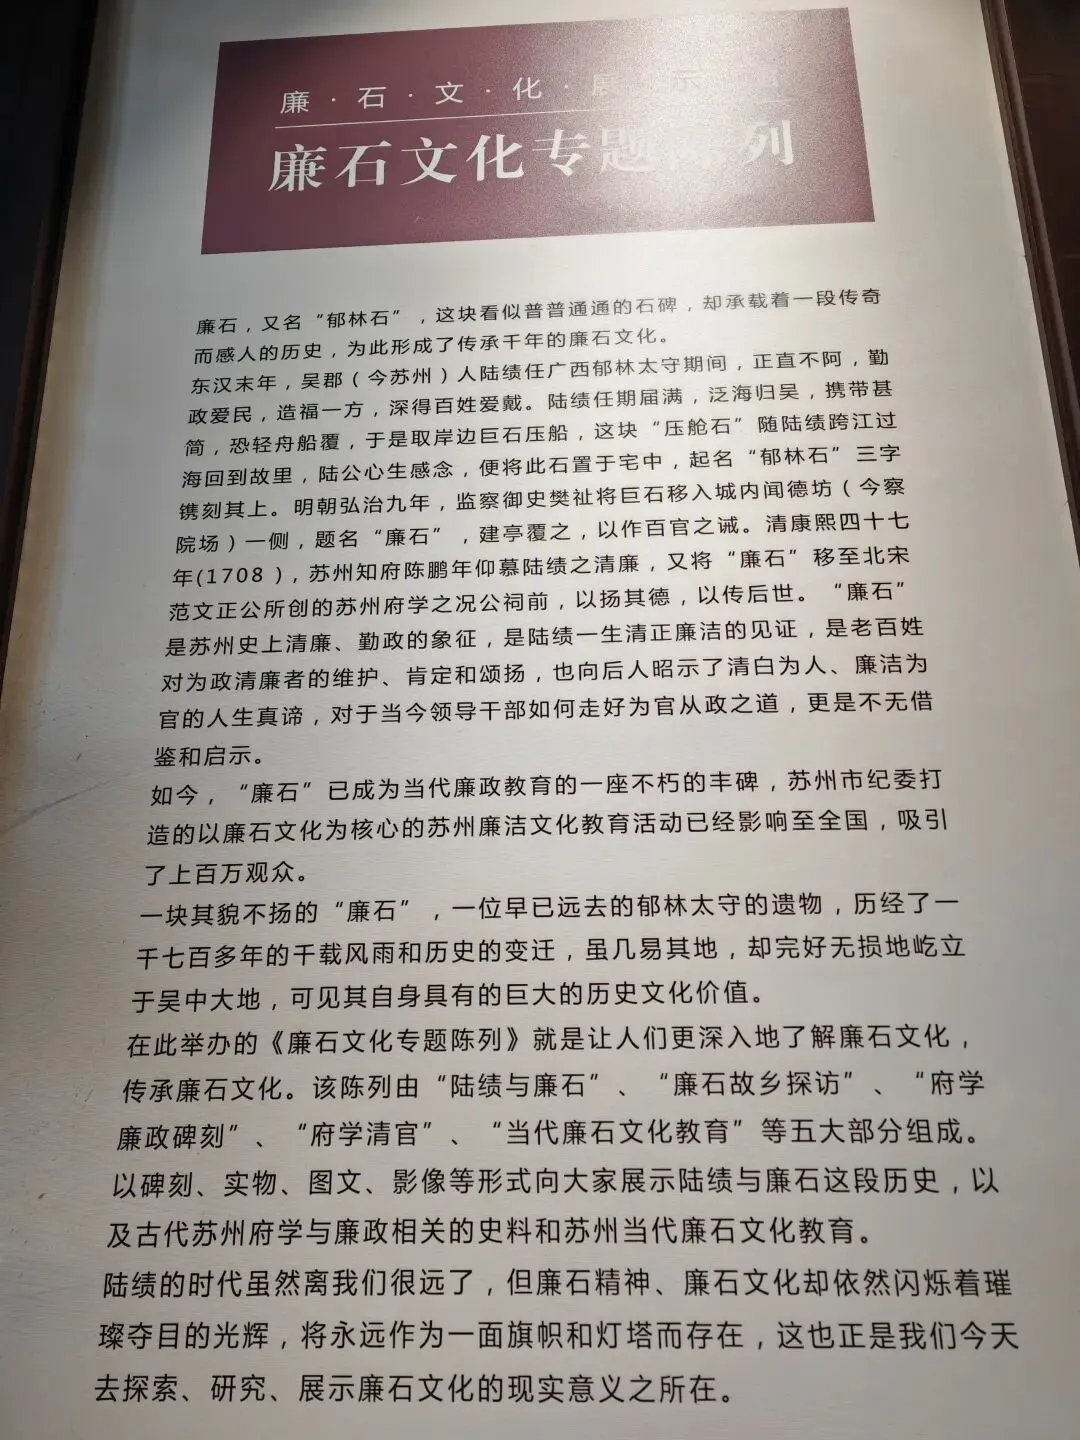 廉·石·文·化·展·示
廉石文化专题陈列
廉石，又名“郁林石”，这块看似普普通通的石碑，却承载着一段传奇
而感人的历史，为此形成了传承千年的廉石文化。
东汉末年，吴郡（今苏州）人陆绩任广西郁林太守期间，正直不阿，勤
政爱民，造福一方，深得百姓爱戴。陆绩任期届满，泛海归吴，携带甚
简，恐轻舟船覆，于是取岸边巨石压船，这块“压舱石”随陆绩跨江过
海回到故里，陆公心生感念，便将此石置于宅中，起名“郁林石”三字
镌刻其上。明朝弘治九年，监察御史樊祉将巨石移入城内闻德坊（今察
院场）一侧，题名“廉石”，建亭覆之，以作百官之诫。清康熙四十七
年(1708），苏州知府陈鹏年仰慕陆绩之清廉，又将“廉石”移至北宋
范文正公所创的苏州府学之况公祠前，以扬其德，以传后世。“廉石”
是苏州史上清廉、勤政的象征，是陆绩一生清正廉洁的见证，是老百姓
对为政清廉者的维护、肯定和颂扬，也向后人昭示了清白为人、廉洁为
官的人生真谛，对于当今领导干部如何走好为官从政之道，更是不无借
鉴和启示。
如今，“廉石”已成为当代廉政教育的一座不朽的丰碑，苏州市纪委打
造的以廉石文化为核心的苏州廉洁文化教育活动已经影响至全国，吸引
了上百万观众。
一块其貌不扬的“廉石”，一位早已远去的郁林太守的遗物，历经了一
千七百多年的千载风雨和历史的变迁，虽几易其地，却完好无损地屹立
于吴中大地，可见其自身具有的巨大的历史文化价值。
在此举办的《廉石文化专题陈列》就是让人们更深入地了解廉石文化，
传承廉石文化。该陈列由“陆绩与廉石”、“廉石故乡探访”、“府学
廉政碑刻”、“府学清官”、“当代廉石文化教育”等五大部分组成。
以碑刻、实物、图文、影像等形式向大家展示陆绩与廉石这段历史，以
及古代苏州府学与廉政相关的史料和苏州当代廉石文化教育。
陆绩的时代虽然离我们很远了，但廉石精神、廉石文化却依然闪烁着璀
璨夺目的光辉，将永远作为一面旗帜和灯塔而存在，这也正是我们今天
去探索、研究、展示廉石文化的现实意义之所在。